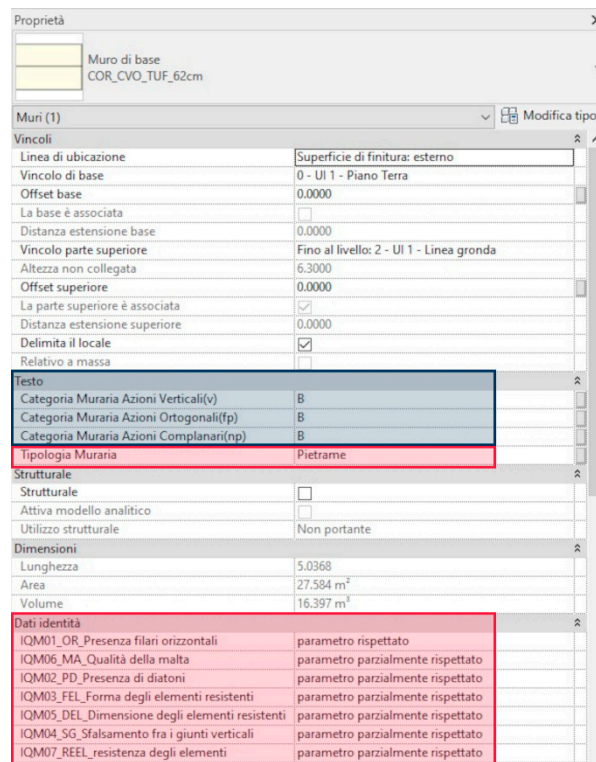 Proprietà
Muro di base
COR_CVO_TUF_62cm
Muri (1) Modifica tipo
Vincoli
Linea di ubicazione Superficie di finitura: esterno
Vincolo di base 0 - UI 1 - Piano Terra
Offset base 0.0000
La base è associata
Distanza estensione base 0.0000
Vincolo parte superiore Fino al livello: 2 - UI 1 - Linea gronda
Altezza non collegata 6.3000
Offset superiore 0.0000
La parte superiore è associata
Distanza estensione superiore 0.0000
Delimita il locale
Relativo a massa
Testo
Categoria Muraria Azioni Verticali(v) B
Categoria Muraria Azioni Ortogonali(fp) B
Categoria Muraria Azioni Complanari(np) B
Tipologia Muraria Pietrame
Strutturale
Strutturale
Attiva modello analitico
Utilizzo strutturale Non portante
Dimensioni
Lunghezza 5.0368
Area 27.584 m²
Volume 16.397 m³
Dati identità
IQM01_OR_Presenza filari orizzontali parametro rispettato
IQM06_MA_Qualità della malta parametro parzialmente rispettato
IQM02_PD_Presenza di diatoni parametro parzialmente rispettato
IQM03_FEL_Forma degli elementi resistenti parametro parzialmente rispettato
IQM05_DEL_Dimensione degli elementi resistenti parametro parzialmente rispettato
IQM04_SG_Sfalsamento fra i giunti verticali parametro parzialmente rispettato
IQM07_REEL_resistenza degli elementi parametro parzialmente rispettato